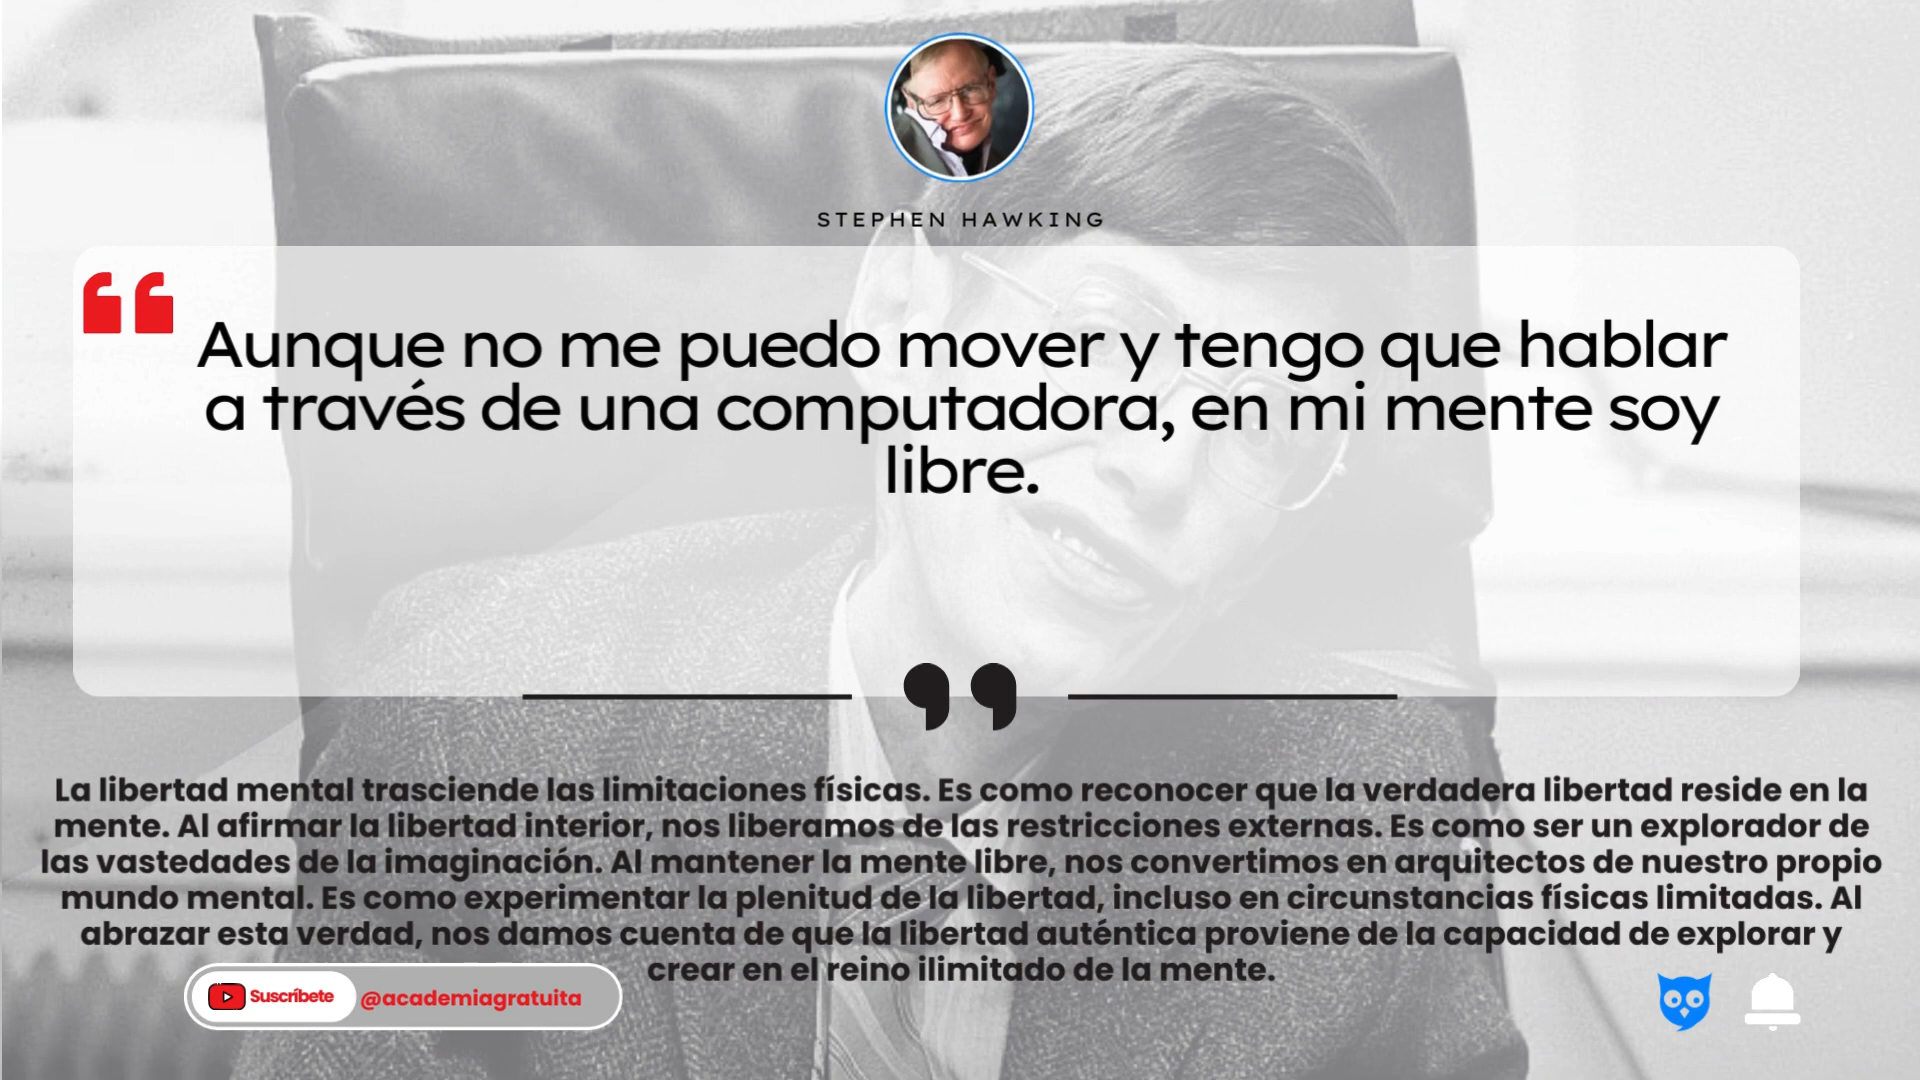 STEPHEN HAWKING
Aunque no me puedo mover y tengo que hablar
a través de una computadora, en mi mente soy
libre.
La libertad mental trasciende las limitaciones físicas. Es como reconocer que la verdadera libertad reside en la
mente. Al afirmar la libertad interior, nos liberamos de las restricciones externas. Es como ser un explorador de
las vastedades de la imaginación. Al mantener la mente libre, nos convertimos en arquitectos de nuestro propio
mundo mental. Es como experimentar la plenitud de la libertad, incluso en circunstancias físicas limitadas. Al
abrazar esta verdad, nos damos cuenta de que la libertad auténtica proviene de la capacidad de explorar y
crear en el reino ilimitado de la mente.
Suscríbete @academiagratuita